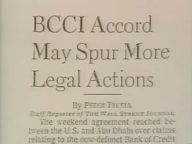 BCCI Accord
May Spur More
Legal Actions
By PETER TRUELL
Staff Reporter of THE WALL STREET JOURNAL
The weekend agreement reached be-
tween the U.S. and Abu Dhabi over claims
relating to the now-defunct Bank of Credit